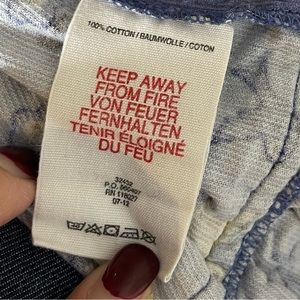 100% COTTON / BAUMWOLLE / COTON
KEEP AWAY
FROM FIRE
VON FEUER
FERNHALTEN
TENIR ÉLOIGNÉ
DU FEU